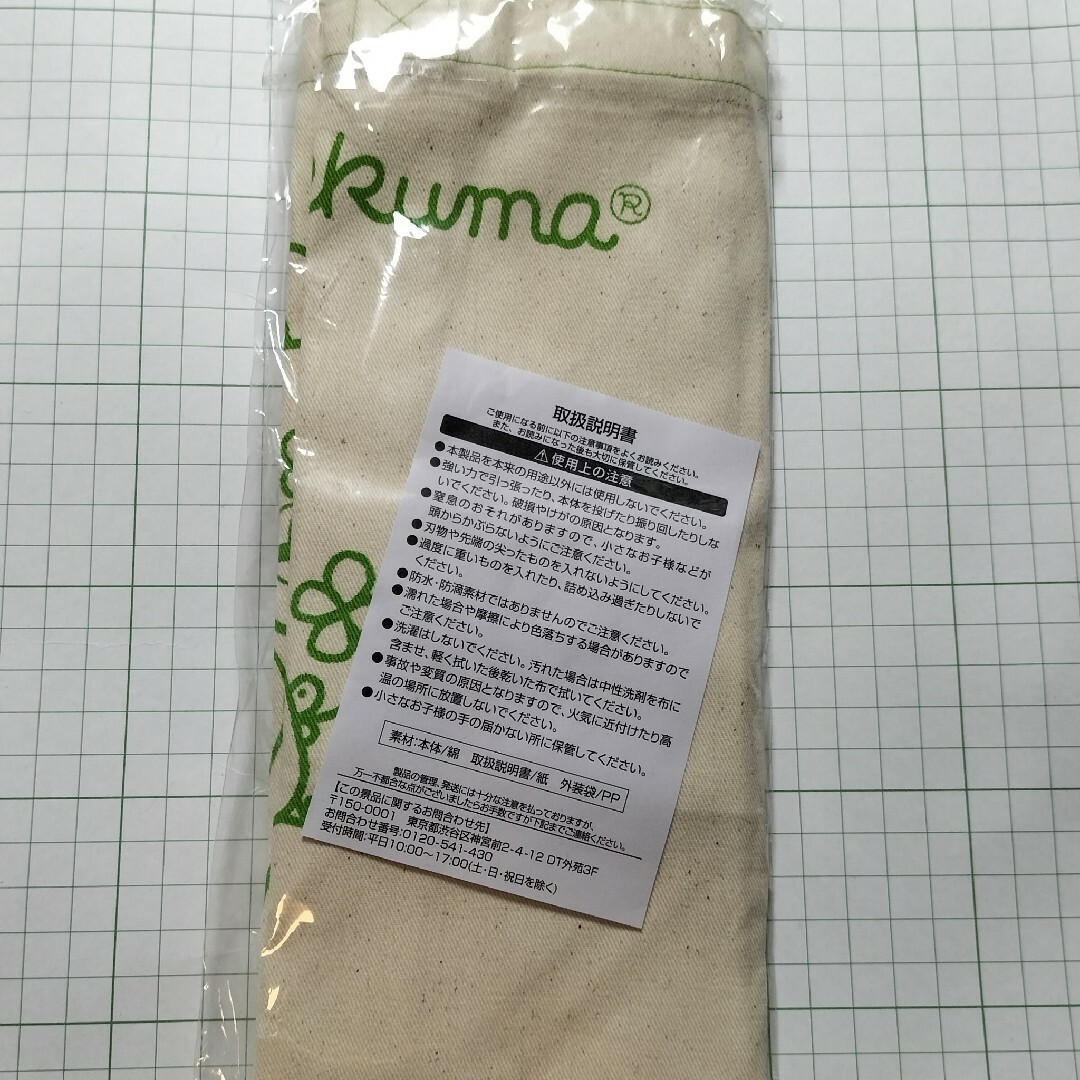 kuma®
取扱説明書
ご使用になる前に以下の注意事項をよくお読みください。
また、お読みになった後も大切に保管してください。
⚠使用上の注意
●本製品を本来の用途以外には使用しないでください。
●強い力で引っ張ったり、本体を投げたり振り回したりしな
いでください。破損やけがの原因となります。
●窒息のおそれがありますので、小さなお子様などが
頭からかぶらないようにご注意ください。
●刃物や先端の尖ったものを入れないようにしてください。
●過度に重いものを入れたり、詰め込み過ぎたりしないで
ください。
●防水・防滴素材ではありませんのでご注意ください。
●濡れた場合や摩擦により色落ちする場合がありますので
ご注意ください。
●洗濯はしないでください。汚れた場合は中性洗剤を布に
含ませ、軽く拭いた後乾いた布で拭いてください。
●事故や変質の原因となりますので、火気に近付けたり高
温の場所に放置しないでください。
●小さなお子様の手の届かない所に保管してください。
素材:本体/綿 取扱説明書/紙 外装袋/PP
製品の管理、発送には十分な注意を払っておりますが、
万一不都合な点がございましたらお手数ですが下記までご連絡ください。
【この景品に関するお問合わせ先】
〒150-0001 東京都渋谷区神宮前2-4-12 DT外苑3F
お問合わせ番号:0120-541-430
受付時間:平日10:00～17:00(土・日・祝日を除く)